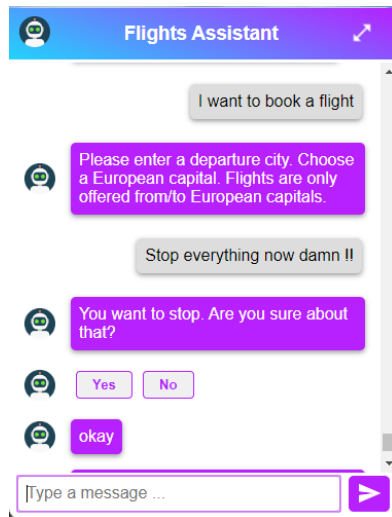 Flights Assistant
I want to book a flight
Please enter a departure city. Choose
a European capital. Flights are only
offered from/to European capitals.
Stop everything now damn !!
You want to stop. Are you sure about
that?
Yes No
okay
Type a message ...